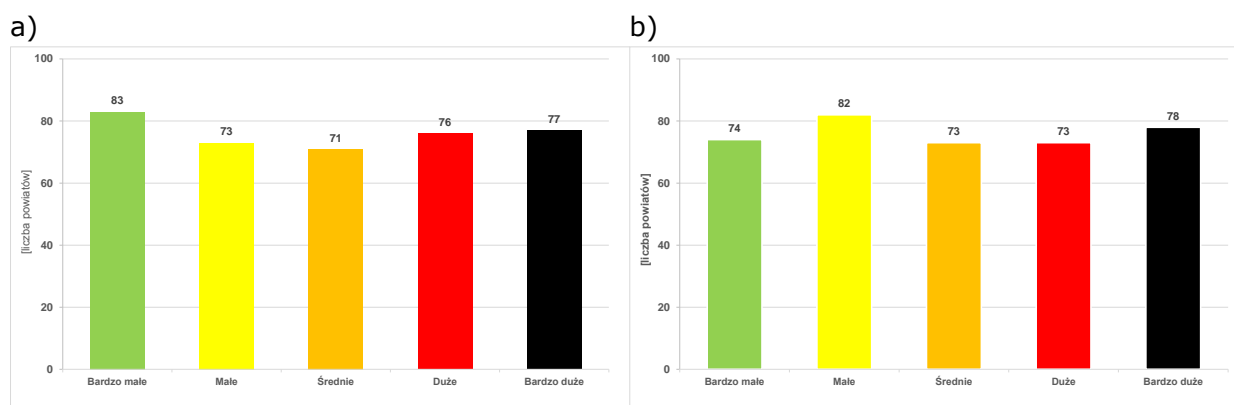 a)
100
80
60
40
20
0
[liczba powiatów]
83
73
71
76
77
Bardzo małe
Małe
Średnie
Duże
Bardzo duże
b)
100
80
60
40
20
0
[liczba powiatów]
74
82
73
73
78
Bardzo małe
Małe
Średnie
Duże
Bardzo duże